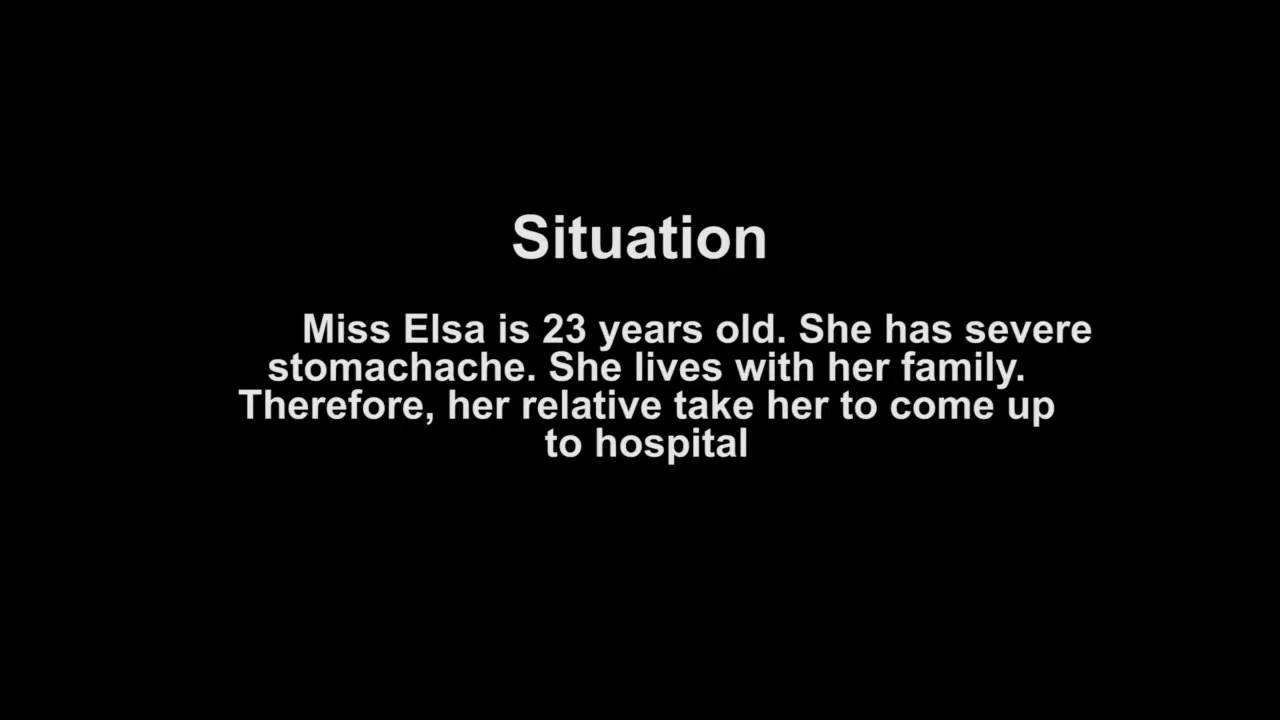 Situation
Miss Elsa is 23 years old. She has severe
stomachache. She lives with her family.
Therefore, her relative take her to come up
to hospital